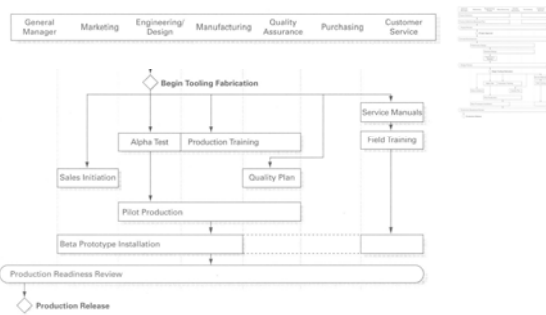 General Manager
Marketing
Engineering/ Design
Manufacturing
Quality Assurance
Purchasing
Customer Service
Begin Tooling Fabrication
Service Manuals
Alpha Test
Production Training
Field Training
Sales Initiation
Quality Plan
Pilot Production
Beta Prototype Installation
Production Readiness Review
Production Release